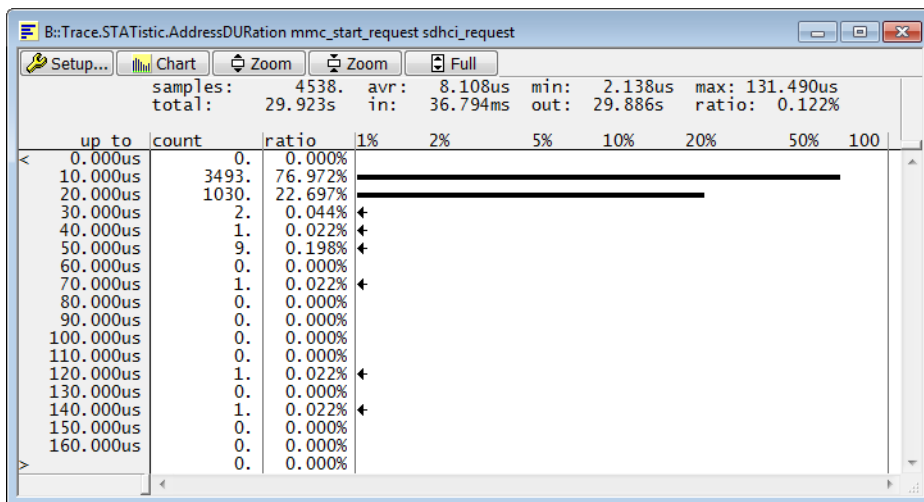 B::Trace.STATistic.AddressDURation mmc_start_request sdhci_request
Setup... Chart Zoom Zoom Full
samples: 4538. avr: 8.108us min: 2.138us max: 131.490us
total: 29.923s in: 36.794ms out: 29.886s ratio: 0.122%
up to count ratio 1% 2% 5% 10% 20% 50% 100
< 0.000us 0. 0.000%
10.000us 3493. 76.972%
20.000us 1030. 22.697%
30.000us 2. 0.044%
40.000us 1. 0.022%
50.000us 9. 0.198%
60.000us 0. 0.000%
70.000us 1. 0.022%
80.000us 0. 0.000%
90.000us 0. 0.000%
100.000us 0. 0.000%
110.000us 0. 0.000%
120.000us 1. 0.022%
130.000us 0. 0.000%
140.000us 1. 0.022%
150.000us 0. 0.000%
160.000us 0. 0.000%
> 0. 0.000%